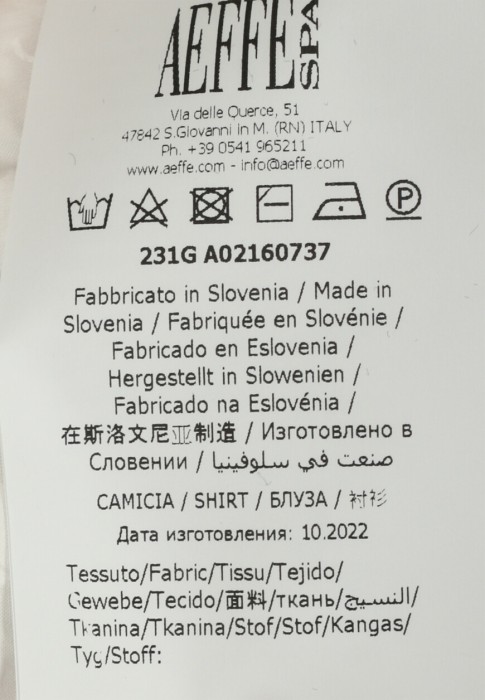 AEFFE SPA
Via delle Querce, 51
47842 S.Giovanni in M. (RN) ITALY
Ph. +39 0541 965211
www.aeffe.com - info@aeffe.com
P
231G A02160737
Fabbricato in Slovenia / Made in
Slovenia / Fabriquée en Slovénie /
Fabricado en Eslovenia /
Hergestellt in Slowenien /
Fabricado na Eslovénia /
在斯洛文尼亚制造 / Изготовлено в
Словении / صنعت في سلوفينيا
CAMICIA / SHIRT / БЛУЗА / 衬衫
Дата изготовления: 10.2022
Tessuto/Fabric/Tissu/Tejido/
Gewebe/Tecido/面料/ткань/النسيج/
Tkanina/Tkanina/Stof/Stof/Kangas/
Tyg/Stoff: